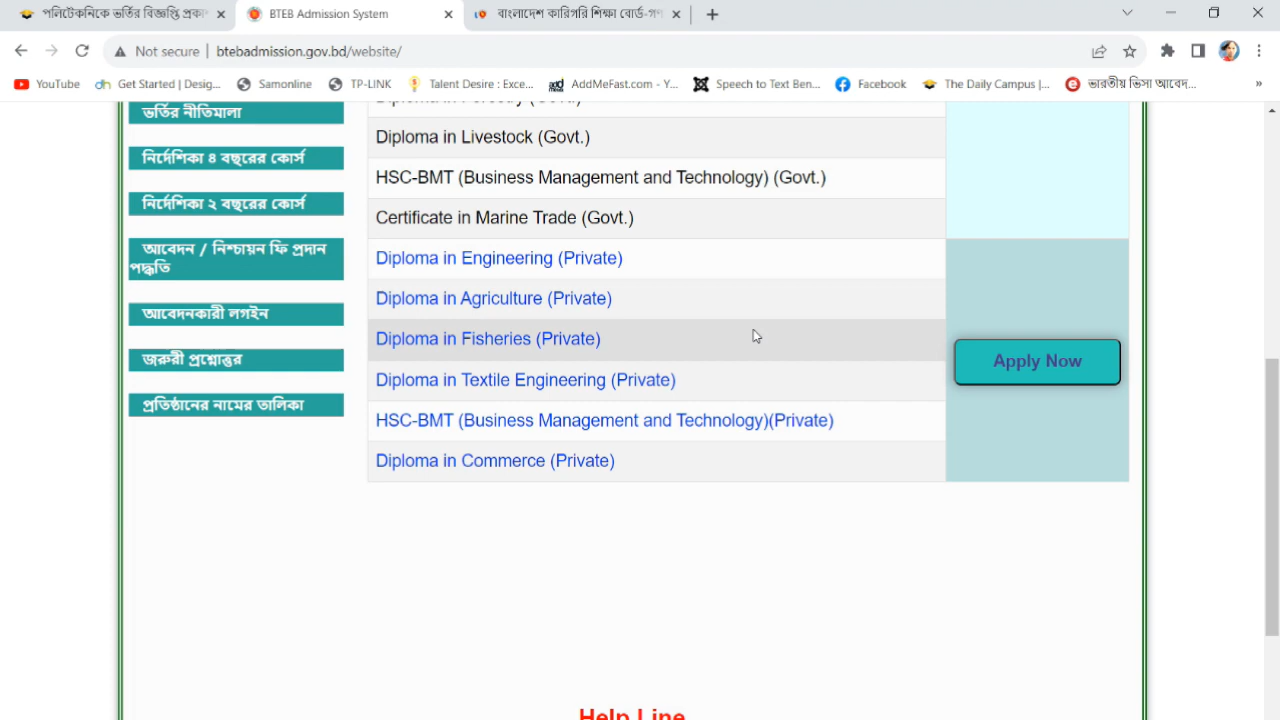 পলিটেকনিকে ভর্তির বিজ্ঞপ্তি প্রকা
BTEB Admission System
বাংলাদেশ কারিগরি শিক্ষা বোর্ড-গণ
Not secure
btebadmission.gov.bd/website/
YouTube
Get Started | Desig...
Samonline
TP-LINK
Talent Desire : Exce...
AddMeFast.com - Y...
Speech to Text Ben...
Facebook
The Daily Campus |...
ভারতীয় ভিসা আবেদ...
»
ভর্তির নীতিমালা
নির্দেশিকা ৪ বছরের কোর্স
নির্দেশিকা ২ বছরের কোর্স
আবেদন / নিশ্চায়ন ফি প্রদান
পদ্ধতি
আবেদনকারী লগইন
জরুরী প্রশ্নোত্তর
প্রতিষ্ঠানের নামের তালিকা
Diploma in Forestry (Govt.)
Diploma in Livestock (Govt.)
HSC-BMT (Business Management and Technology) (Govt.)
Certificate in Marine Trade (Govt.)
Diploma in Engineering (Private)
Diploma in Agriculture (Private)
Diploma in Fisheries (Private)
Diploma in Textile Engineering (Private)
HSC-BMT (Business Management and Technology)(Private)
Diploma in Commerce (Private)
Apply Now
Help Line